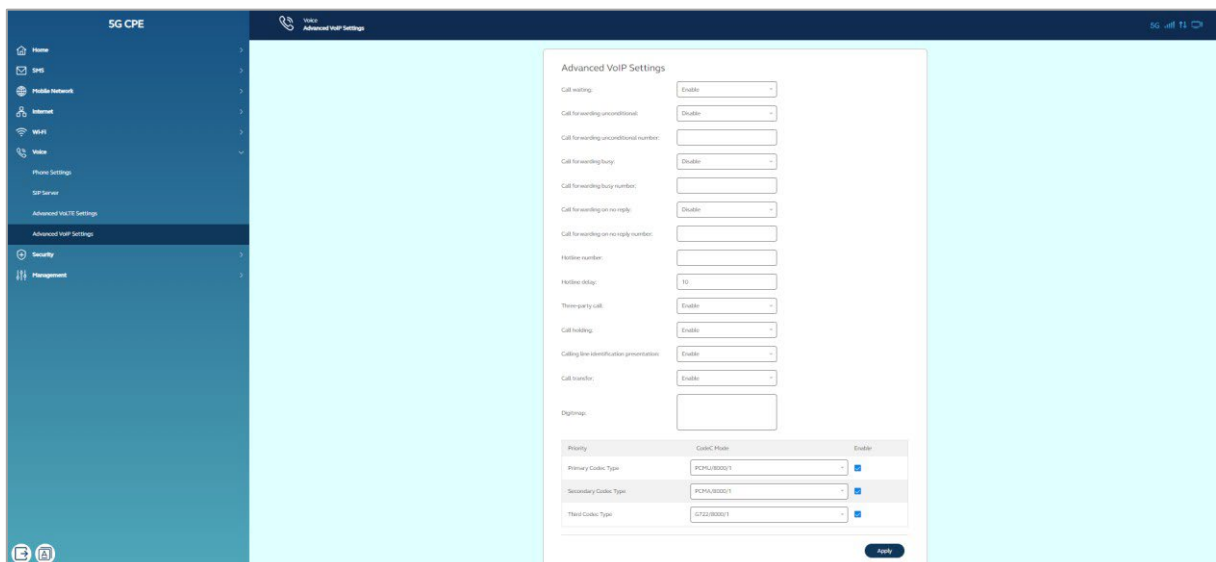 5G CPE
Voice
Advanced VoIP Settings
5G
Home
SMS
Mobile Network
Internet
Wi-Fi
Voice
Phone Settings
SIP Server
Advanced VoLTE Settings
Advanced VoIP Settings
Security
Management
Advanced VoIP Settings
Call waiting: Enable
Call forwarding unconditional: Disable
Call forwarding unconditional number:
Call forwarding busy: Disable
Call forwarding busy number:
Call forwarding on no reply: Disable
Call forwarding on no reply number:
Hotline number:
Hotline delay: 10
Three-party call: Enable
Call holding: Enable
Calling line identification presentation: Enable
Call transfer: Enable
Digitmap:
Priority CodeC Mode Enable
Primary Codec Type PCMU/8000/1
Secondary Codec Type PCMA/8000/1
Third Codec Type G722/8000/1
Apply